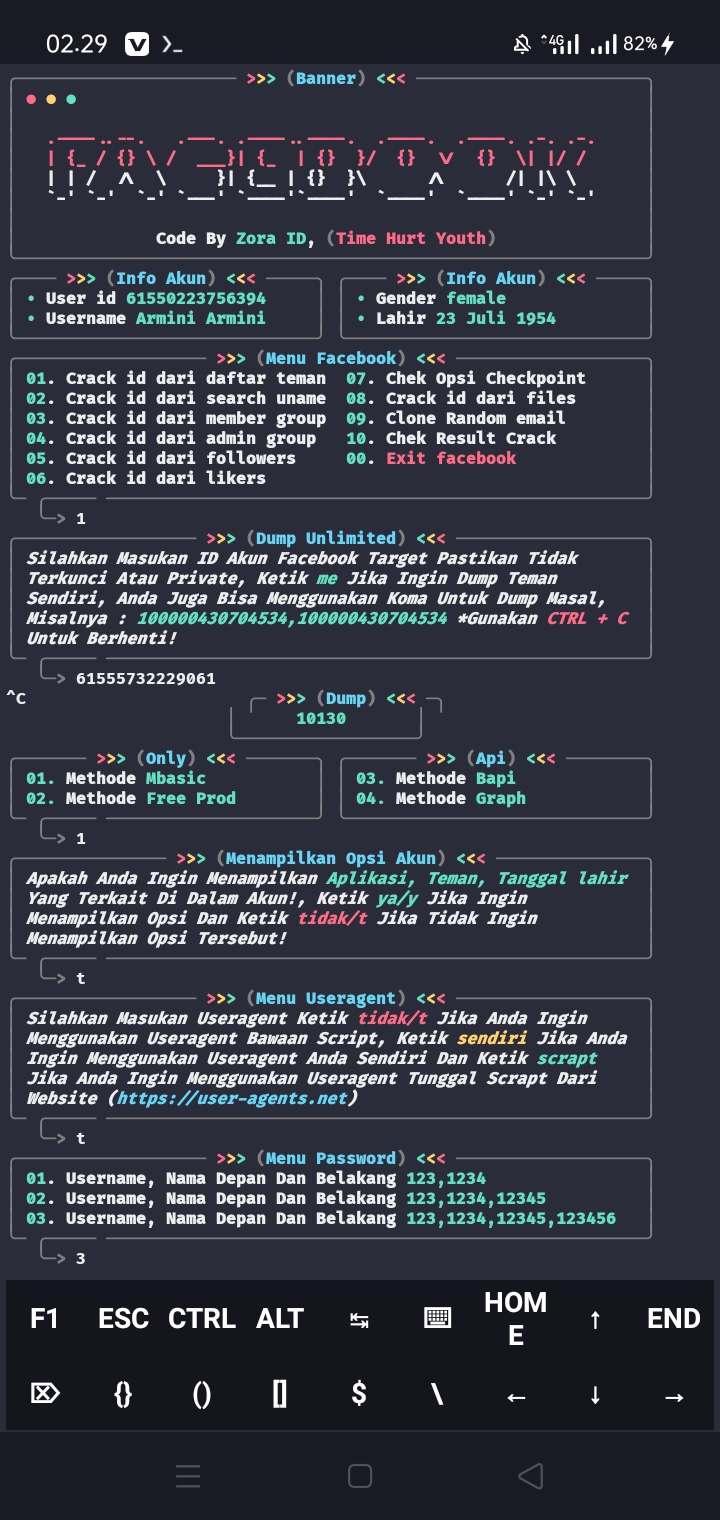 02.29
4G 82%
>>> (Banner) <<<
Code By Zora ID, (Time Hurt Youth)
>>> (Info Akun) <<<
• User id 61550223756394
• Username Armini Armini
>>> (Info Akun) <<<
• Gender female
• Lahir 23 Juli 1954
>>> (Menu Facebook) <<<
01. Crack id dari daftar teman 07. Chek Opsi Checkpoint
02. Crack id dari search uname 08. Crack id dari files
03. Crack id dari member group 09. Clone Random email
04. Crack id dari admin group 10. Chek Result Crack
05. Crack id dari followers 00. Exit facebook
06. Crack id dari likers
> 1
>>> (Dump Unlimited) <<<
Silahkan Masukan ID Akun Facebook Target Pastikan Tidak
Terkunci Atau Private, Ketik me Jika Ingin Dump Teman
Sendiri, Anda Juga Bisa Menggunakan Koma Untuk Dump Masal,
Misalnya : 100000430704534,100000430704534 *Gunakan CTRL + C
Untuk Berhenti!
> 61555732229061
^C
>>> (Dump) <<<
10130
>>> (Only) <<<
01. Methode Mbasic
02. Methode Free Prod
>>> (Api) <<<
03. Methode Bapi
04. Methode Graph
> 1
>>> (Menampilkan Opsi Akun) <<<
Apakah Anda Ingin Menampilkan Aplikasi, Teman, Tanggal lahir
Yang Terkait Di Dalam Akun!, Ketik ya/y Jika Ingin
Menampilkan Opsi Dan Ketik tidak/t Jika Tidak Ingin
Menampilkan Opsi Tersebut!
> t
>>> (Menu Useragent) <<<
Silahkan Masukan Useragent Ketik tidak/t Jika Anda Ingin
Menggunakan Useragent Bawaan Script, Ketik sendiri Jika Anda
Ingin Menggunakan Useragent Anda Sendiri Dan Ketik scrapt
Jika Anda Ingin Menggunakan Useragent Tunggal Scrapt Dari
Website (https://user-agents.net)
> t
>>> (Menu Password) <<<
01. Username, Nama Depan Dan Belakang 123,1234
02. Username, Nama Depan Dan Belakang 123,1234,12345
03. Username, Nama Depan Dan Belakang 123,1234,12345,123456
> 3
F1 ESC CTRL ALT ↹ ⌨ HOME ↑ END
⌦ {} () [] $ \ ← ↓ →